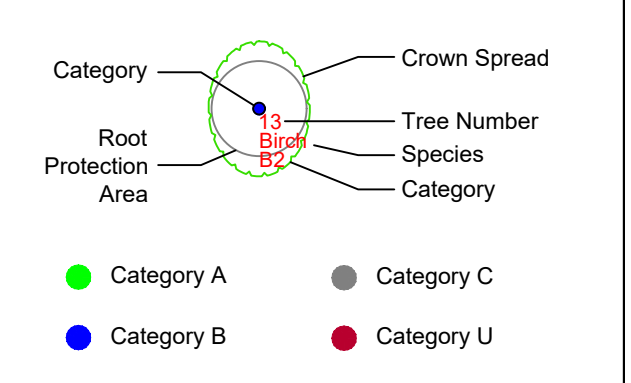 Category
Root
Protection
Area
13
Birch
B2
Crown Spread
Tree Number
Species
Category
Category A
Category C
Category B
Category U